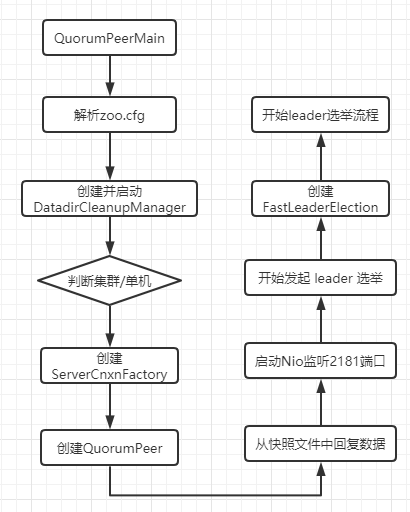 QuorumPeerMain
解析zoo.cfg
创建并启动
DatadirCleanupManager
判断集群/单机
创建
ServerCnxnFactory
创建QuorumPeer
从快照文件中回复数据
启动Nio监听2181端口
开始发起 leader 选举
创建
FastLeaderElection
开始leader选举流程